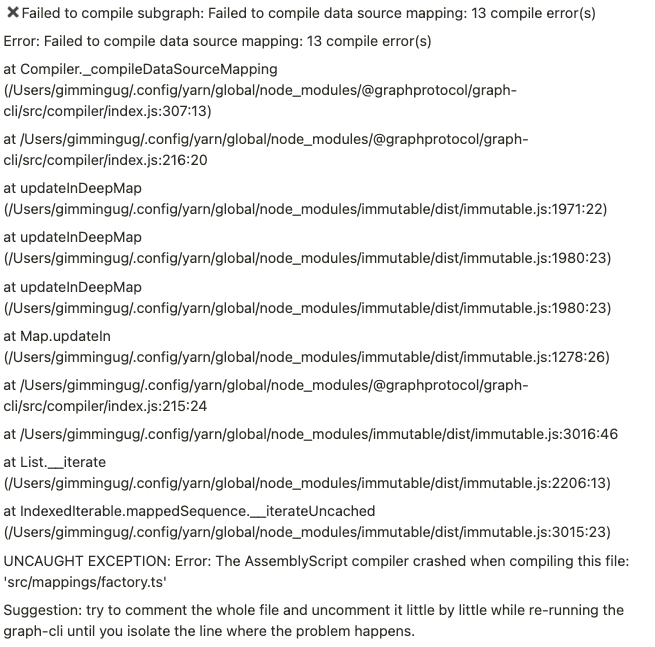 ✖Failed to compile subgraph: Failed to compile data source mapping: 13 compile error(s)
Error: Failed to compile data source mapping: 13 compile error(s)
at Compiler._compileDataSourceMapping
(/Users/gimmingug/.config/yarn/global/node_modules/@graphprotocol/graph-
cli/src/compiler/index.js:307:13)
at /Users/gimmingug/.config/yarn/global/node_modules/@graphprotocol/graph-
cli/src/compiler/index.js:216:20
at updateInDeepMap
(/Users/gimmingug/.config/yarn/global/node_modules/immutable/dist/immutable.js:1971:22)
at updateInDeepMap
(/Users/gimmingug/.config/yarn/global/node_modules/immutable/dist/immutable.js:1980:23)
at updateInDeepMap
(/Users/gimmingug/.config/yarn/global/node_modules/immutable/dist/immutable.js:1980:23)
at Map.updateIn
(/Users/gimmingug/.config/yarn/global/node_modules/immutable/dist/immutable.js:1278:26)
at /Users/gimmingug/.config/yarn/global/node_modules/@graphprotocol/graph-
cli/src/compiler/index.js:215:24
at /Users/gimmingug/.config/yarn/global/node_modules/immutable/dist/immutable.js:3016:46
at List.__iterate
(/Users/gimmingug/.config/yarn/global/node_modules/immutable/dist/immutable.js:2206:13)
at IndexedIterable.mappedSequence.__iterateUncached
(/Users/gimmingug/.config/yarn/global/node_modules/immutable/dist/immutable.js:3015:23)
UNCAUGHT EXCEPTION: Error: The AssemblyScript compiler crashed when compiling this file:
'src/mappings/factory.ts'
Suggestion: try to comment the whole file and uncomment it little by little while re-running the
graph-cli until you isolate the line where the problem happens.